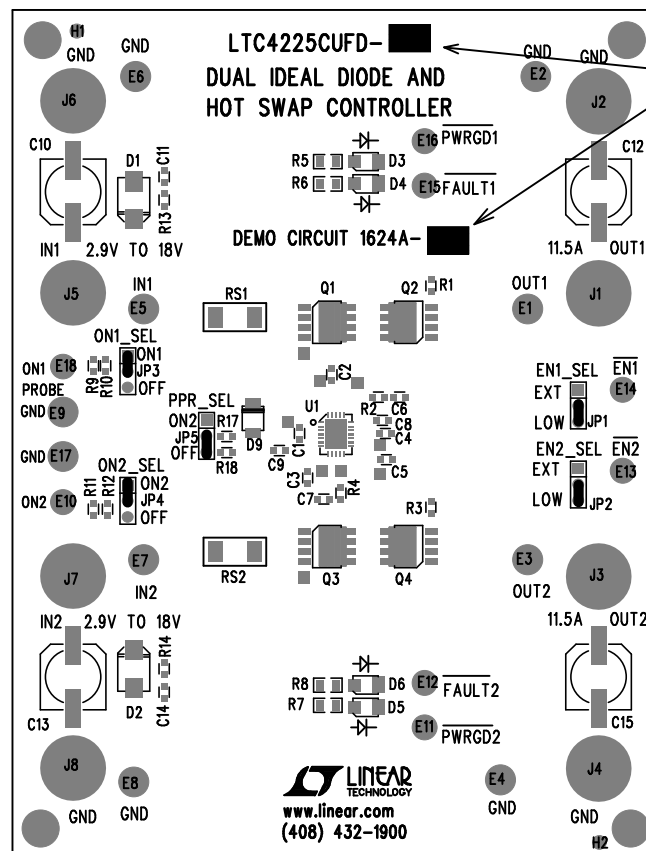 H1
GND
GND
LTC4225CUFD-
GND
GND
J6
E6
DUAL IDEAL DIODE AND
HOT SWAP CONTROLLER
E2
J2
C10
D1
C11
R13
R5
D3
E16
PWRGD1
R6
D4
E15
FAULT1
C12
IN1 2.9V TO 18V
DEMO CIRCUIT 1624A-
11.5A OUT1
J5
IN1
E5
RS1
Q1
Q2
R1
OUT1
E1
J1
ON1_SEL
ON1
E18
R9
R10
ON1
JP3
OFF
PROBE
GND
E9
GND
E17
PPR_SEL
ON2
JP5
OFF
R17
R18
D9
C9
C1
U1
C2
R2
C6
C8
C4
C5
C3
C7
R4
EN1_SEL
EXT
LOW
JP1
EN1
E14
EN2_SEL
EXT
LOW
JP2
EN2
E13
ON2_SEL
ON2
E10
R11
R12
ON2
JP4
OFF
R3
J7
E7
IN2
RS2
Q3
Q4
E3
OUT2
J3
IN2 2.9V TO 18V
11.5A OUT2
C13
D2
R14
C14
R8
D6
E12
FAULT2
R7
D5
E11
PWRGD2
C15
J8
E8
GND
GND
LINEAR
TECHNOLOGY
www.linear.com
(408) 432-1900
E4
GND
J4
GND
H2